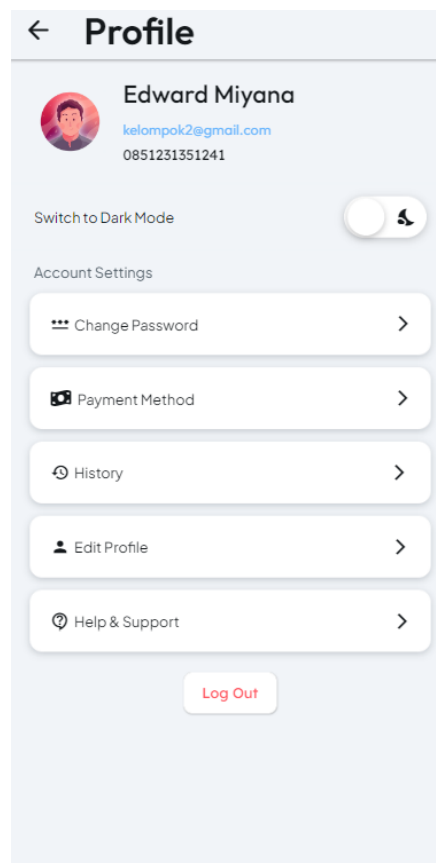 Profile
Edward Miyana
kelompok2@gmail.com
0851231351241
Switch to Dark Mode
Account Settings
Change Password
Payment Method
History
Edit Profile
Help & Support
Log Out